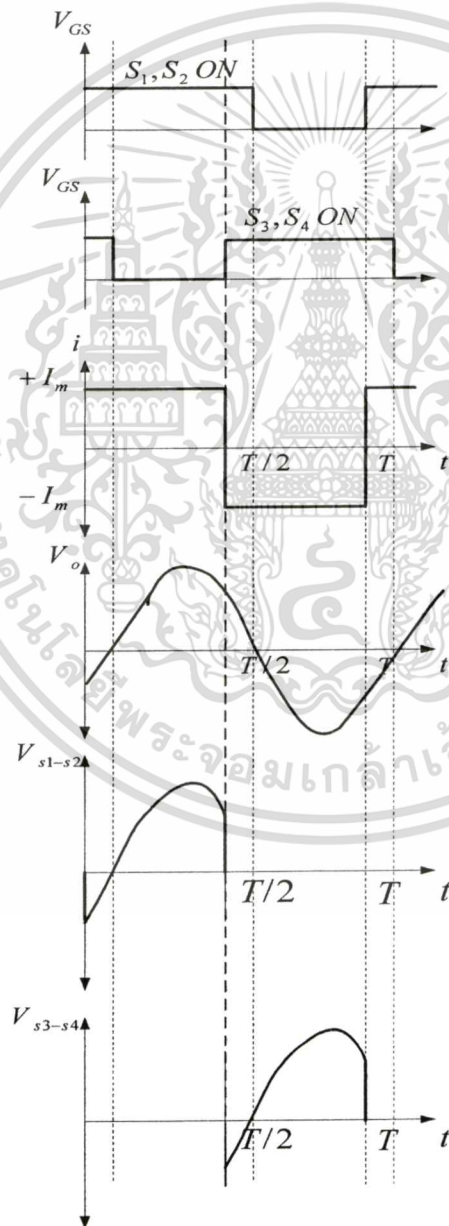 V_GS
S_1, S_2 ON
V_GS
S_3, S_4 ON
i
+ I_m
T/2
T
t
− I_m
V_o
T/2
T
t
V_s1−s2
T/2
T
t
V_s3−s4
T/2
T
t